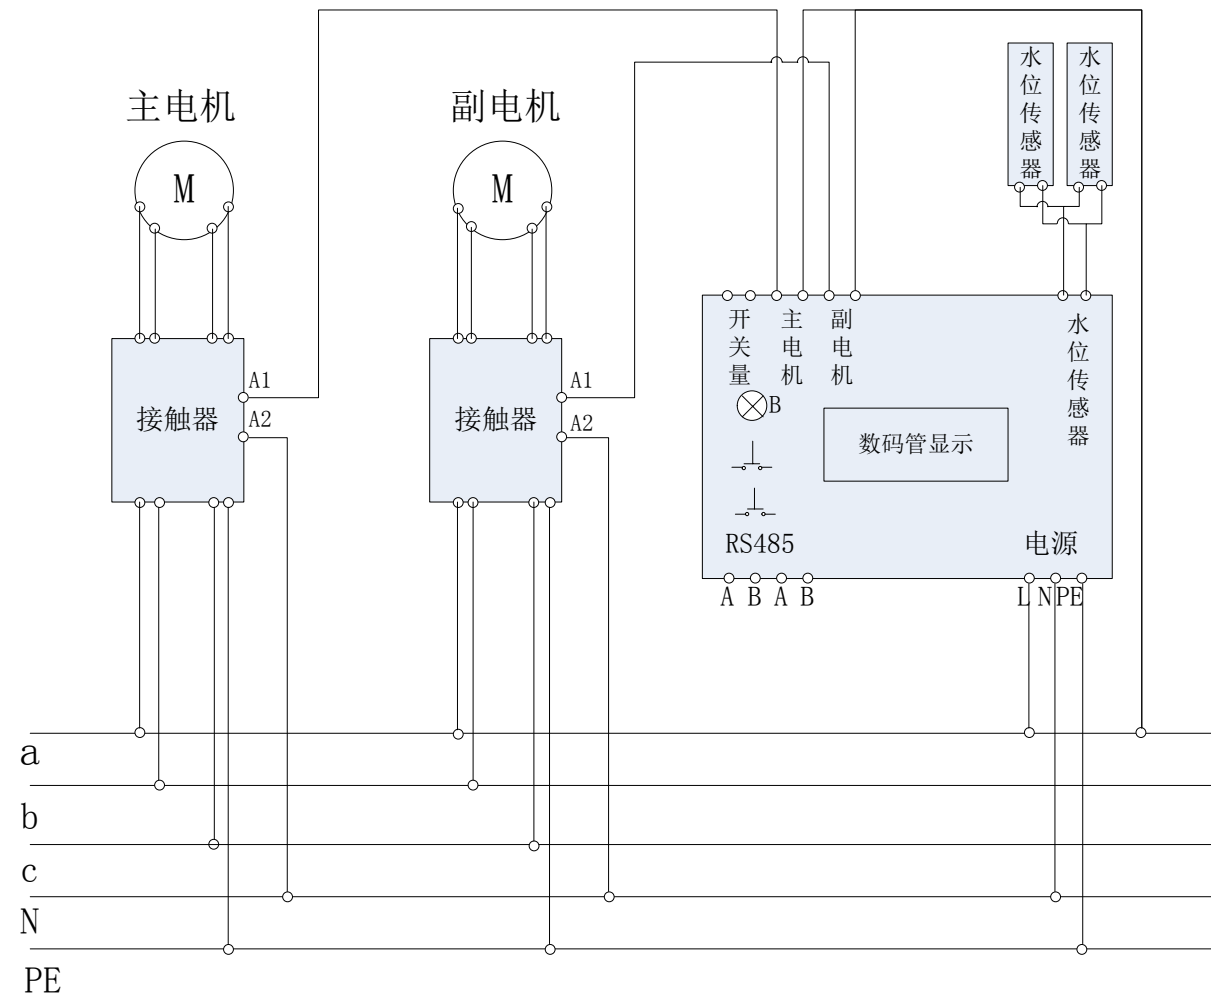 主电机
副电机
M
M
水位传感器
水位传感器
开关量
主电机
副电机
水位传感器
A1
A2
接触器
A1
A2
接触器
B
数码管显示
RS485
电源
A B A B
L N PE
a
b
c
N
PE